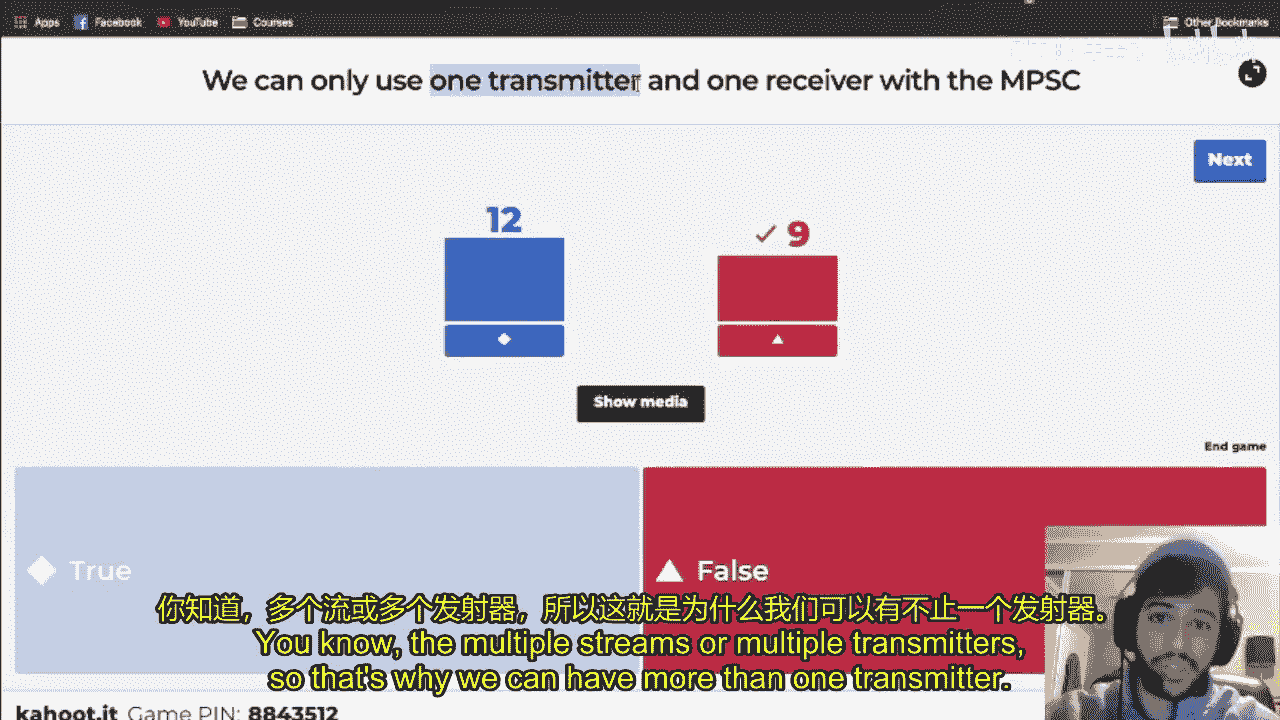 Apps Facebook YouTube Courses Other Bookmarks
We can only use one transmitter and one receiver with the MPSC
Next
12
9
Show media
End game
True
False
你知道，多个流或多个发射器，所以这就是为什么我们可以有不止一个发射器。
You know, the multiple streams or multiple transmitters,
so that's why we can have more than one transmitter.
kahoot.it Game PIN: 8843512